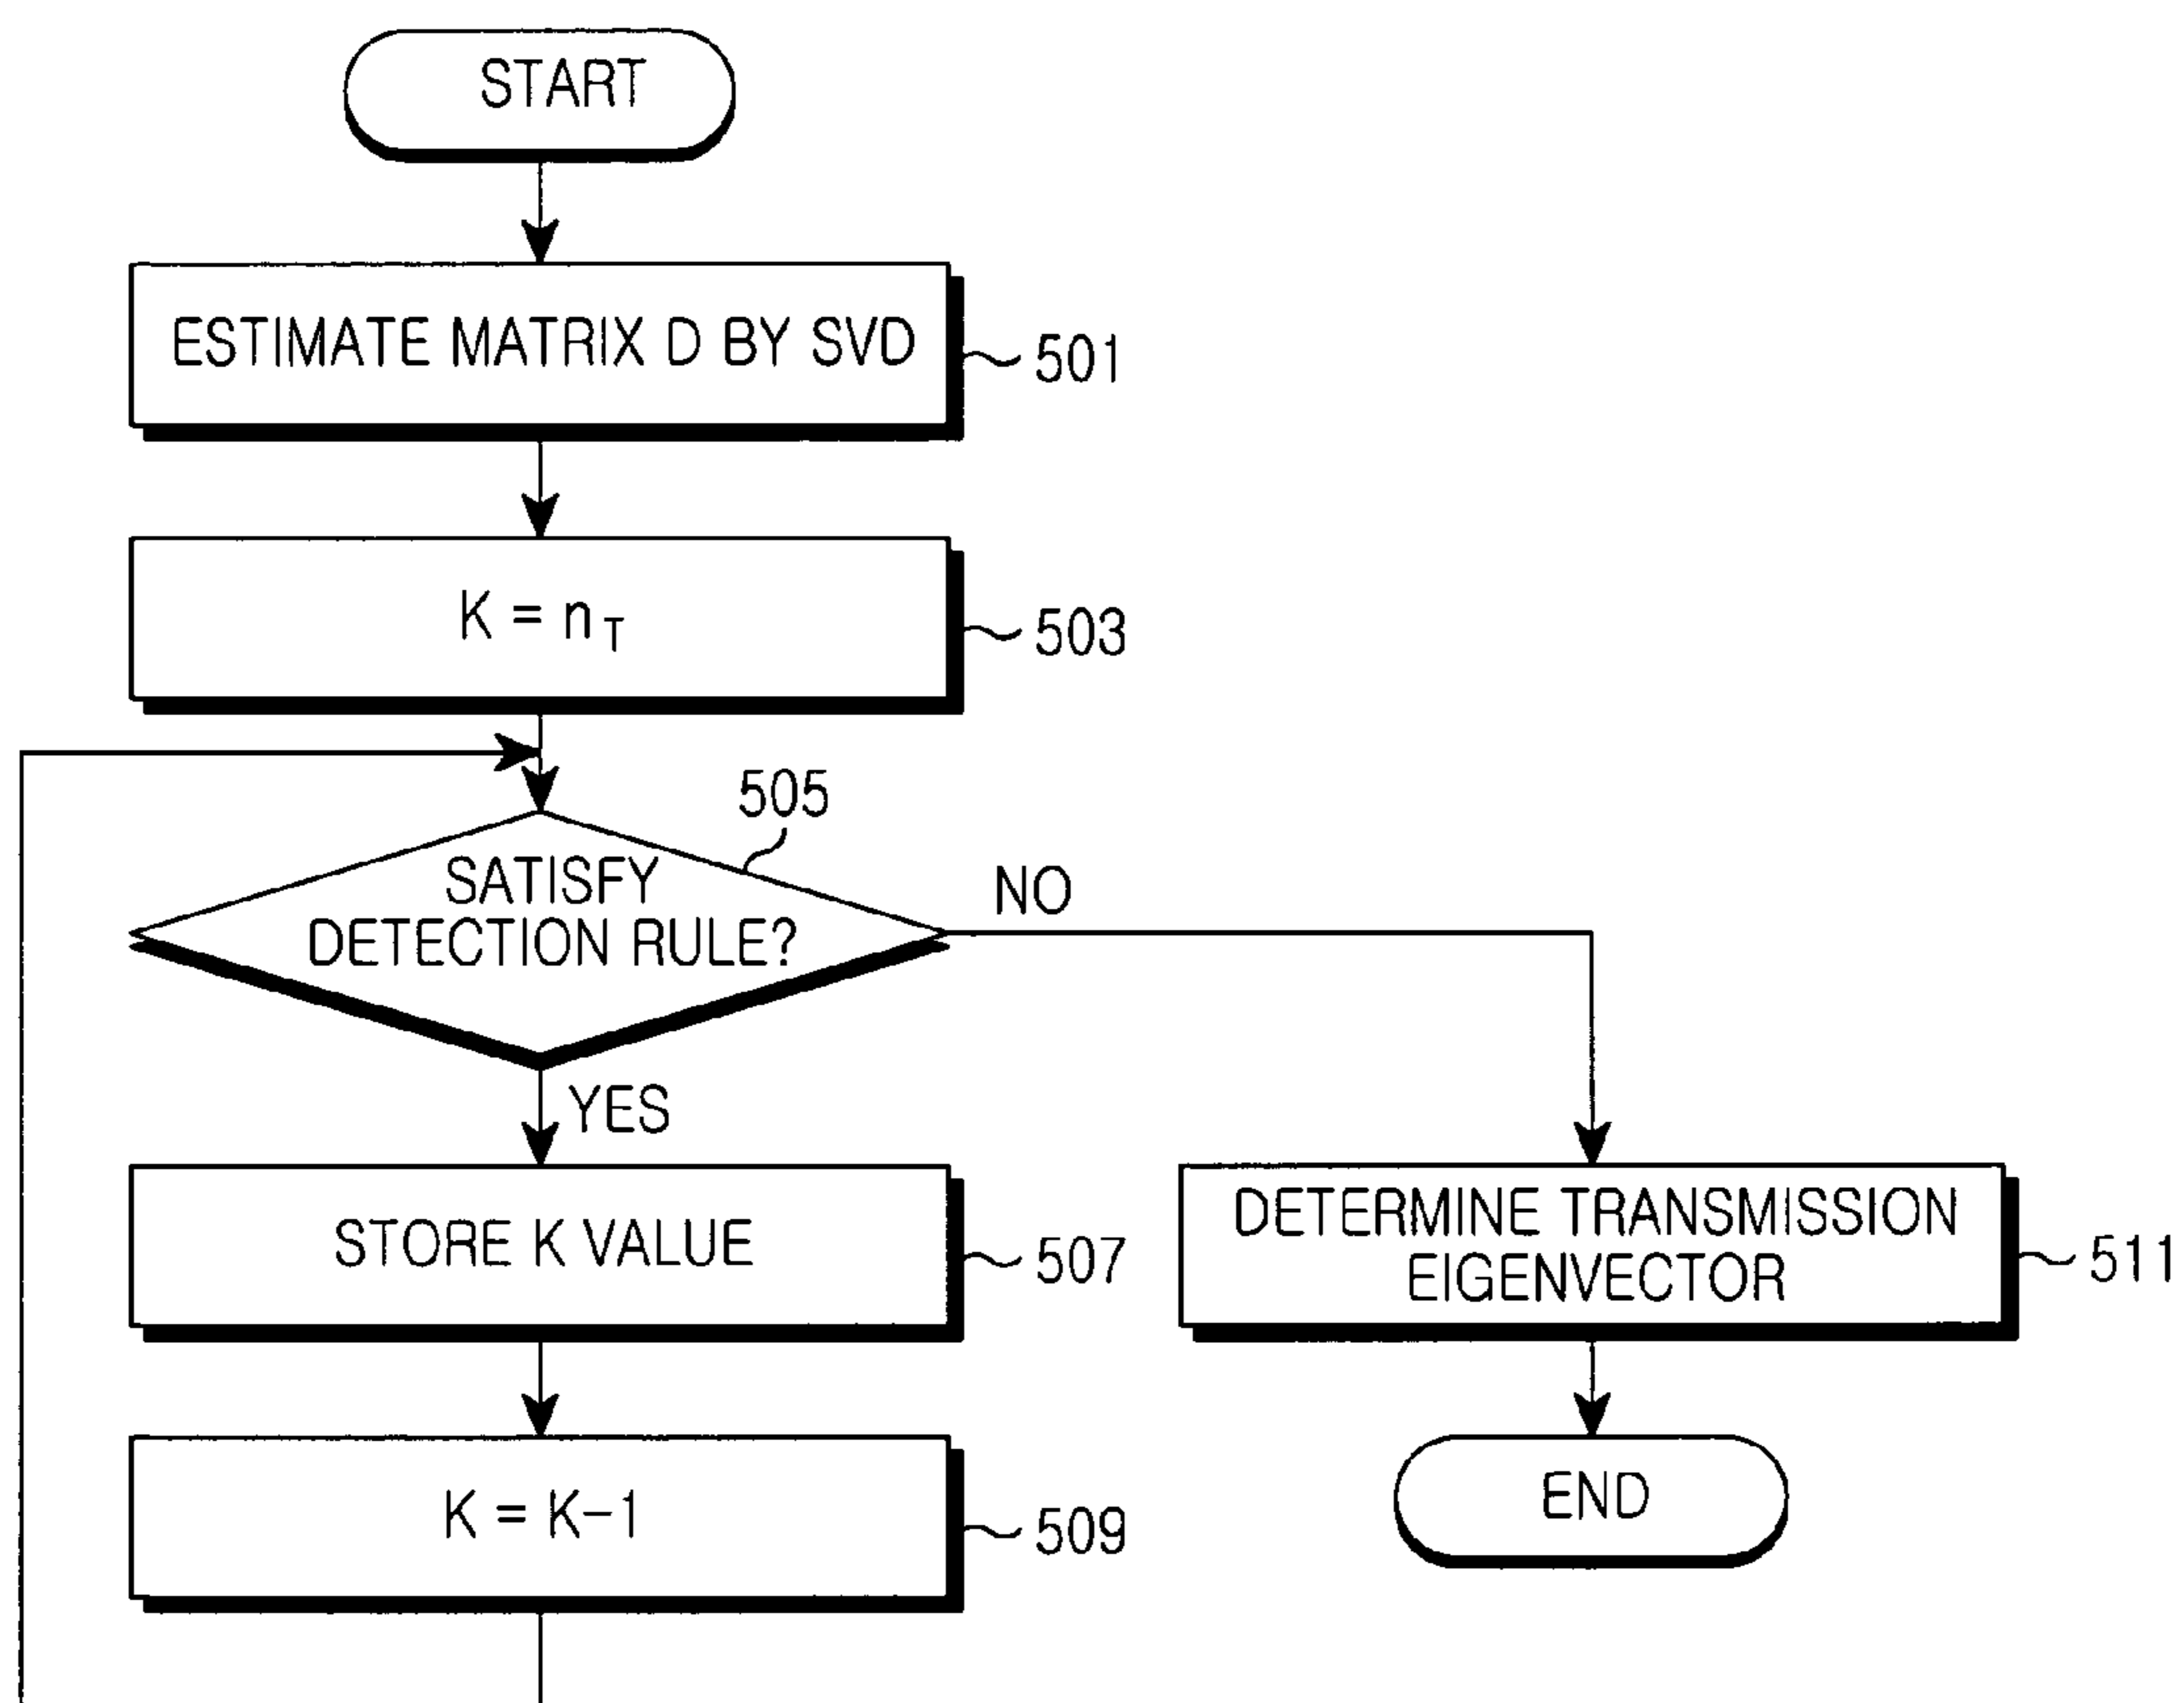 START
ESTIMATE MATRIX D BY SVD
501
K = nT
503
505
SATISFY
DETECTION RULE?
NO
YES
STORE K VALUE
507
DETERMINE TRANSMISSION
EIGENVECTOR
511
K = K-1
509
END